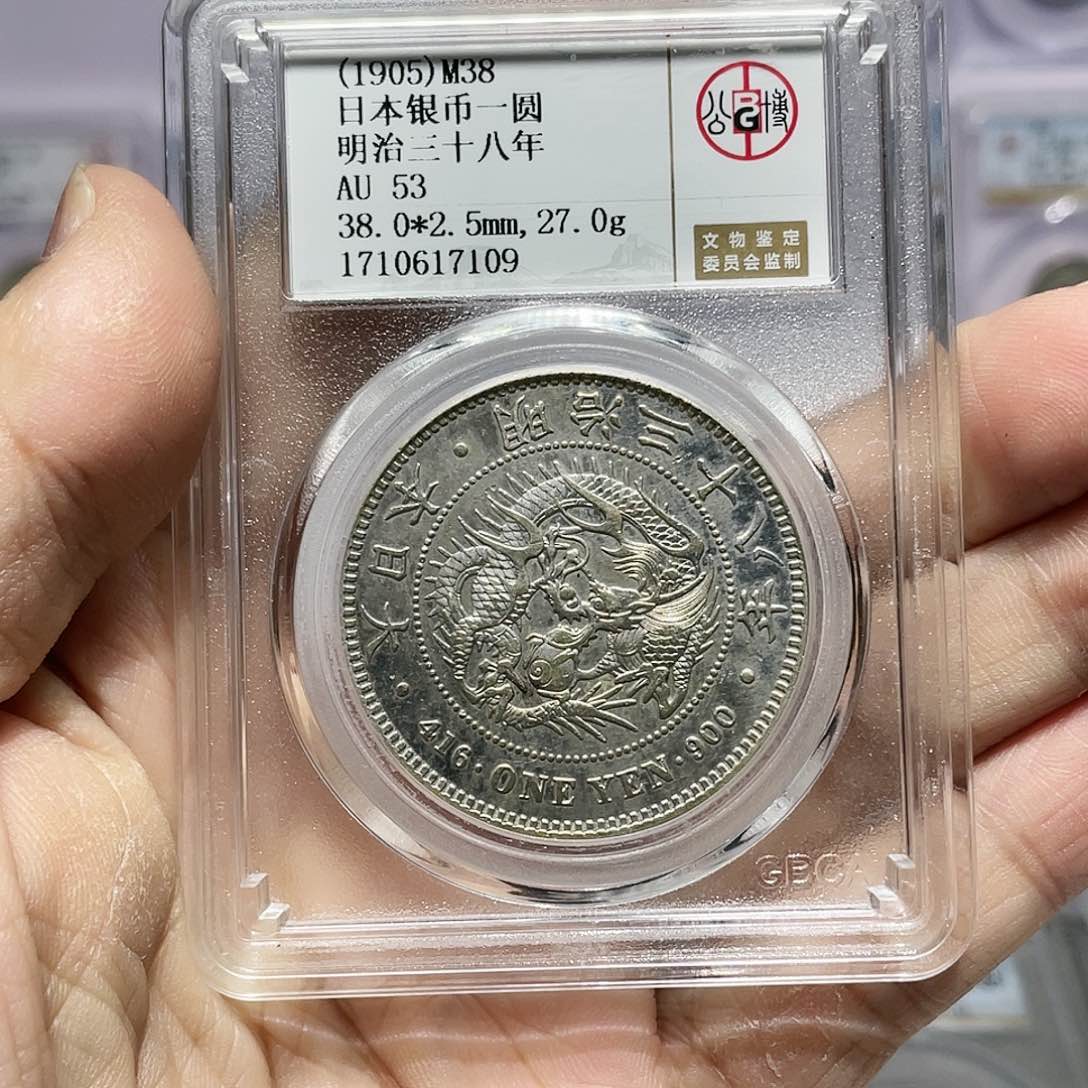 (1905)M38
日本银币一圆
明治三十八年
AU 53
38.0*2.5mm,27.0g
1710617109
公 BG 博
文物鉴定
委员会监制
大日本·明治三十八年·
416·ONE YEN·900
GBCA